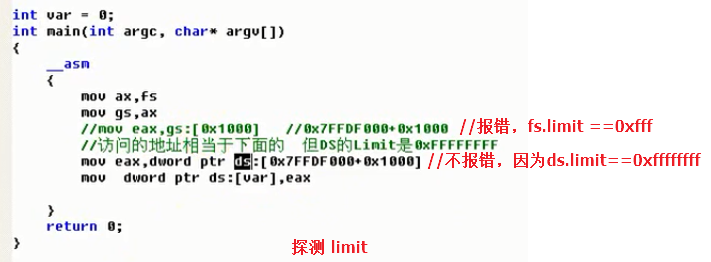 int var = 0;
int main(int argc, char* argv[])
{
__asm
{
mov ax,fs
mov gs,ax
//mov eax,gs:[0x1000] //0x7FFDF000+0x1000 //报错，fs.limit ==0xfff
//访问的地址相当于下面的 但DS的Limit是0xFFFFFFFF
mov eax,dword ptr ds:[0x7FFDF000+0x1000] //不报错，因为ds.limit==0xffffffff
mov dword ptr ds:[var],eax
}
return 0;
}
探测 limit